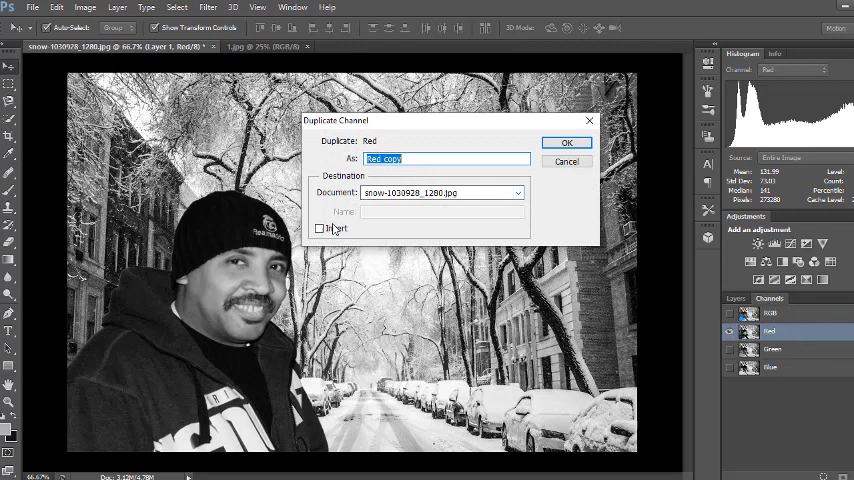 Ps File Edit Image Layer Type Select Filter View Window Help
Auto-Select: Group Show Transform Controls 3D Mode: Motion
snow-1030928_1280.jpg @ 66.7% (Layer 1, Red/8) * × 1.jpg @ 25% (RGB/8) ×
Histogram Info
Channel: Red
Duplicate Channel
Duplicate: Red
OK
As: Red copy
Cancel
Destination
Document: snow-1030928_1280.jpg
Name:
Invert
Source: Entire Image
Mean: 131.99 Level:
Std Dev: 73.03 Count:
Median: 141 Percentile:
Pixels: 273280 Cache Level
Adjustments
Add an adjustment
Layers Channels
RGB
Red
Green
Blue
66.67% Doc: 3.12M/4.78M